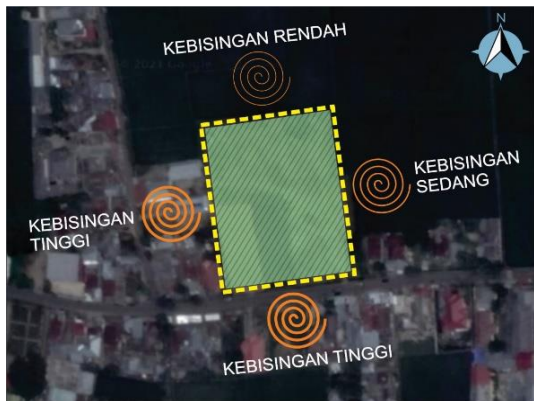 N
KEBISINGAN RENDAH
KEBISINGAN
SEDANG
KEBISINGAN
TINGGI
KEBISINGAN TINGGI